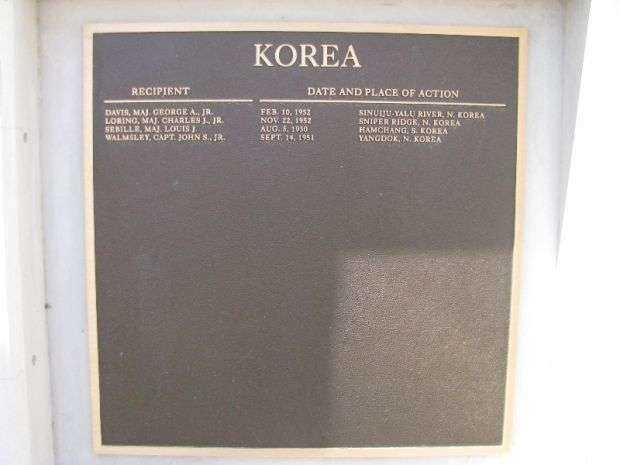 KOREA
RECIPIENT DATE AND PLACE OF ACTION
DAVIS, MAJ. GEORGE A., JR. FEB. 10, 1952 SINUIJU-YALU RIVER, N. KOREA
LORING, MAJ. CHARLES J., JR. NOV. 22, 1952 SNIPER RIDGE, N. KOREA
SEBILLE, MAJ. LOUIS J. AUG. 5, 1950 HAMCHANG, S. KOREA
WALMSLEY, CAPT. JOHN S., JR. SEPT. 14, 1951 YANGDOK, N. KOREA